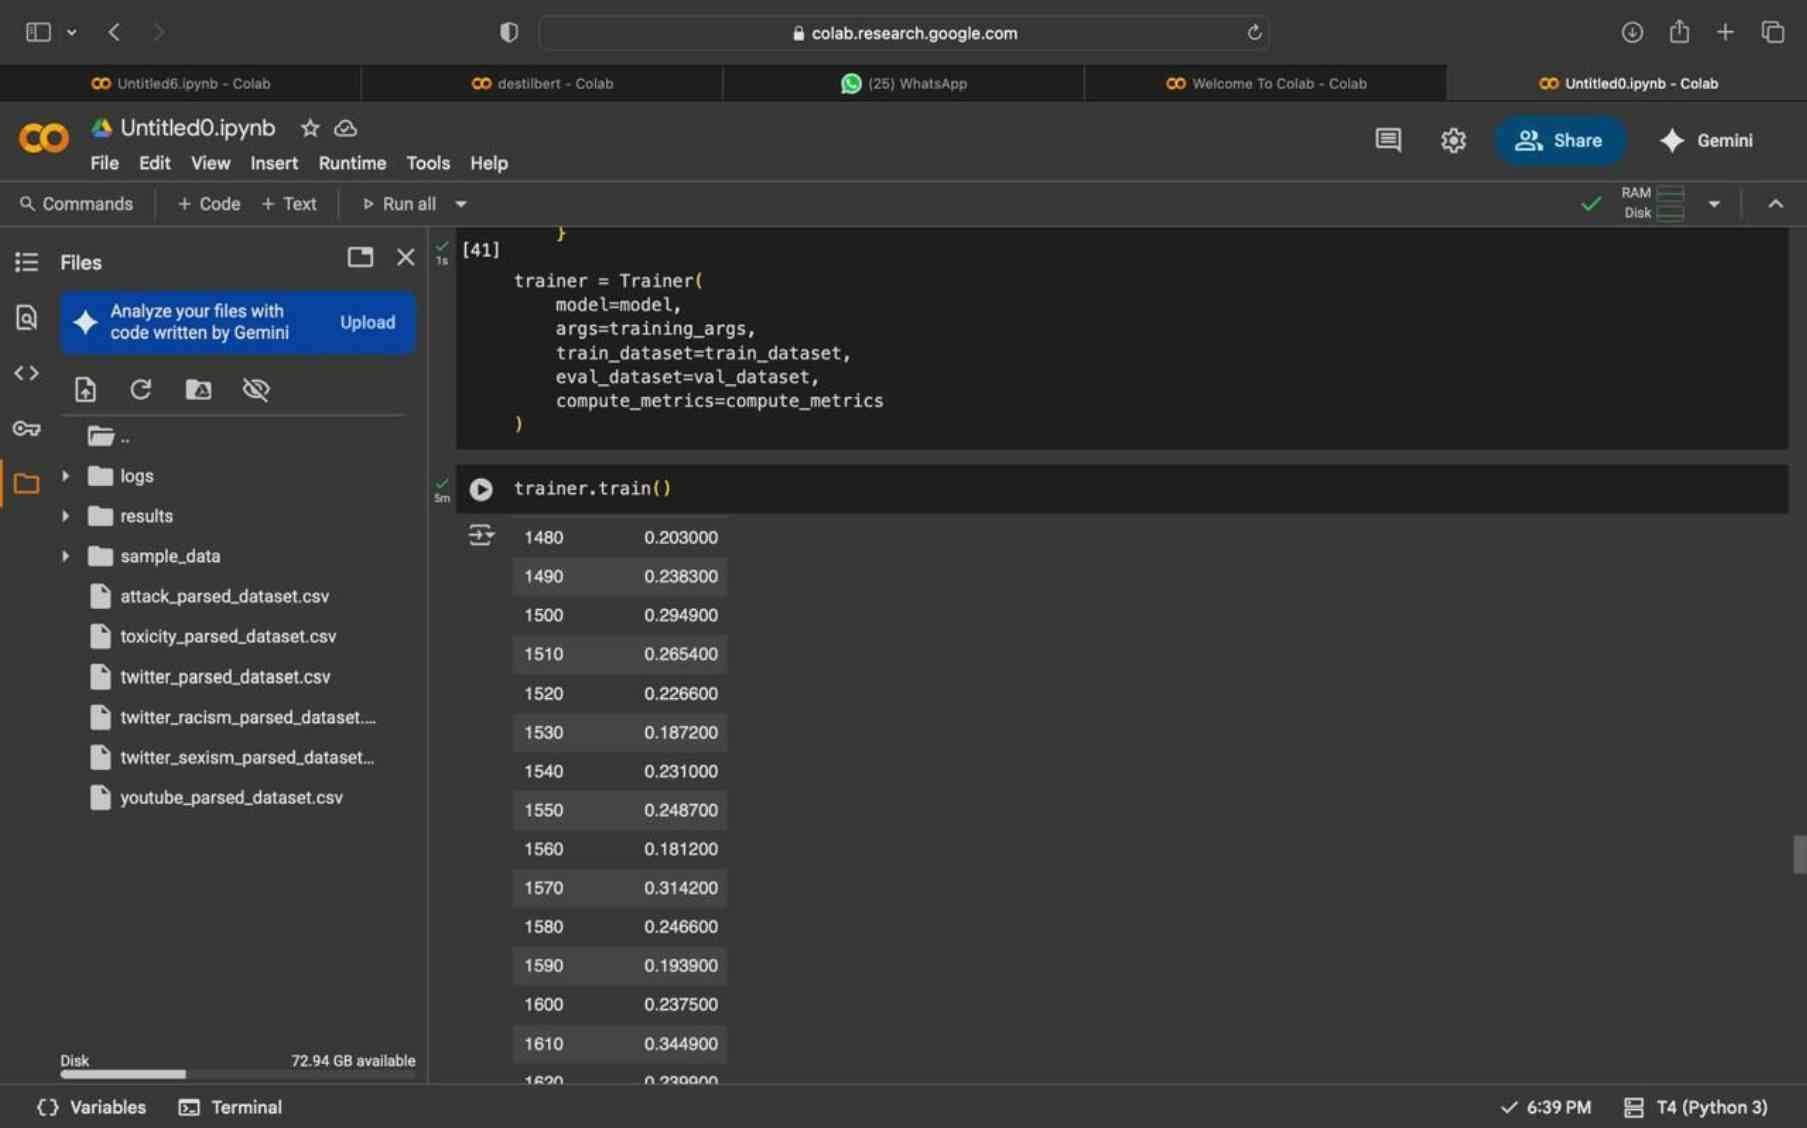 colab.research.google.com
Untitled6.ipynb - Colab
destilbert - Colab
(25) WhatsApp
Welcome To Colab - Colab
Untitled0.ipynb - Colab
Untitled0.ipynb
File Edit View Insert Runtime Tools Help
Share
Gemini
Commands
+ Code + Text
Run all
RAM
Disk
Files
Analyze your files with
code written by Gemini
Upload
..
logs
results
sample_data
attack_parsed_dataset.csv
toxicity_parsed_dataset.csv
twitter_parsed_dataset.csv
twitter_racism_parsed_dataset....
twitter_sexism_parsed_dataset...
youtube_parsed_dataset.csv
Disk
72.94 GB available
1s
[41]
}
trainer = Trainer(
model=model,
args=training_args,
train_dataset=train_dataset,
eval_dataset=val_dataset,
compute_metrics=compute_metrics
)
5m
trainer.train()
1480 0.203000
1490 0.238300
1500 0.294900
1510 0.265400
1520 0.226600
1530 0.187200
1540 0.231000
1550 0.248700
1560 0.181200
1570 0.314200
1580 0.246600
1590 0.193900
1600 0.237500
1610 0.344900
1620 0.239900
{} Variables
Terminal
6:39 PM
T4 (Python 3)